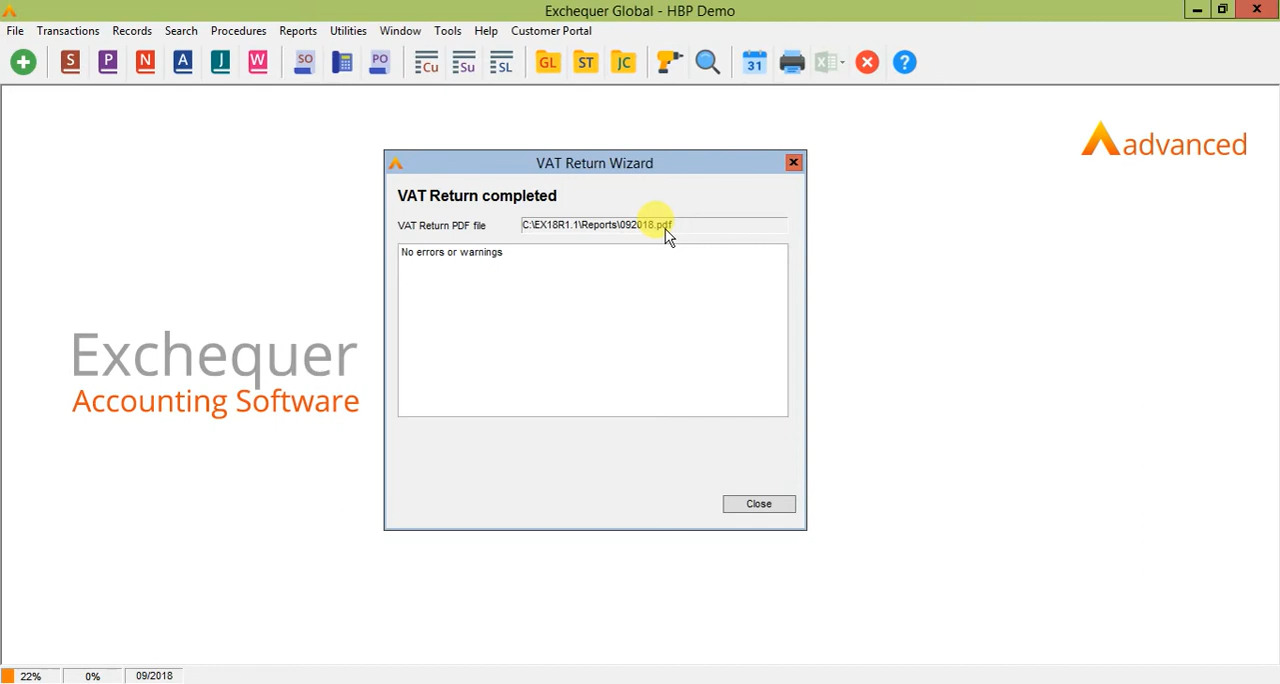 Exchequer Global - HBP Demo
File Transactions Records Search Procedures Reports Utilities Window Tools Help Customer Portal
S P N A J W SO PO Cu Su SL GL ST JC 31 X ?
advanced
VAT Return Wizard
VAT Return completed
VAT Return PDF file C:\EX18R1.1\Reports\092018.pdf
No errors or warnings
Exchequer
Accounting Software
Close
22% 0% 09/2018